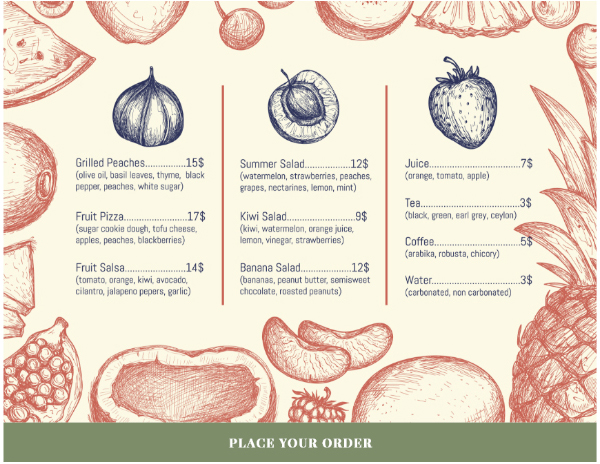 Grilled Peaches................15$
(olive oil, basil leaves, thyme, black
pepper, peaches, white sugar)
Fruit Pizza.......................17$
(sugar cookie dough, tofu cheese,
apples, peaches, blackberries)
Fruit Salsa.......................14$
(tomato, orange, kiwi, avocado,
cilantro, jalapeno pepers, garlic)
Summer Salad..................12$
(watermelon, strawberries, peaches,
grapes, nectarines, lemon, mint)
Kiwi Salad..........................9$
(kiwi, watermelon, orange juice,
lemon, vinegar, strawberries)
Banana Salad....................12$
(bananas, peanut butter, semisweet
chocolate, roasted peanuts)
Juice...................................7$
(orange, tomato, apple)
Tea......................................3$
(black, green, earl grey, ceylon)
Coffee.................................5$
(arabika, robusta, chicory)
Water..................................3$
(carbonated, non carbonated)
PLACE YOUR ORDER